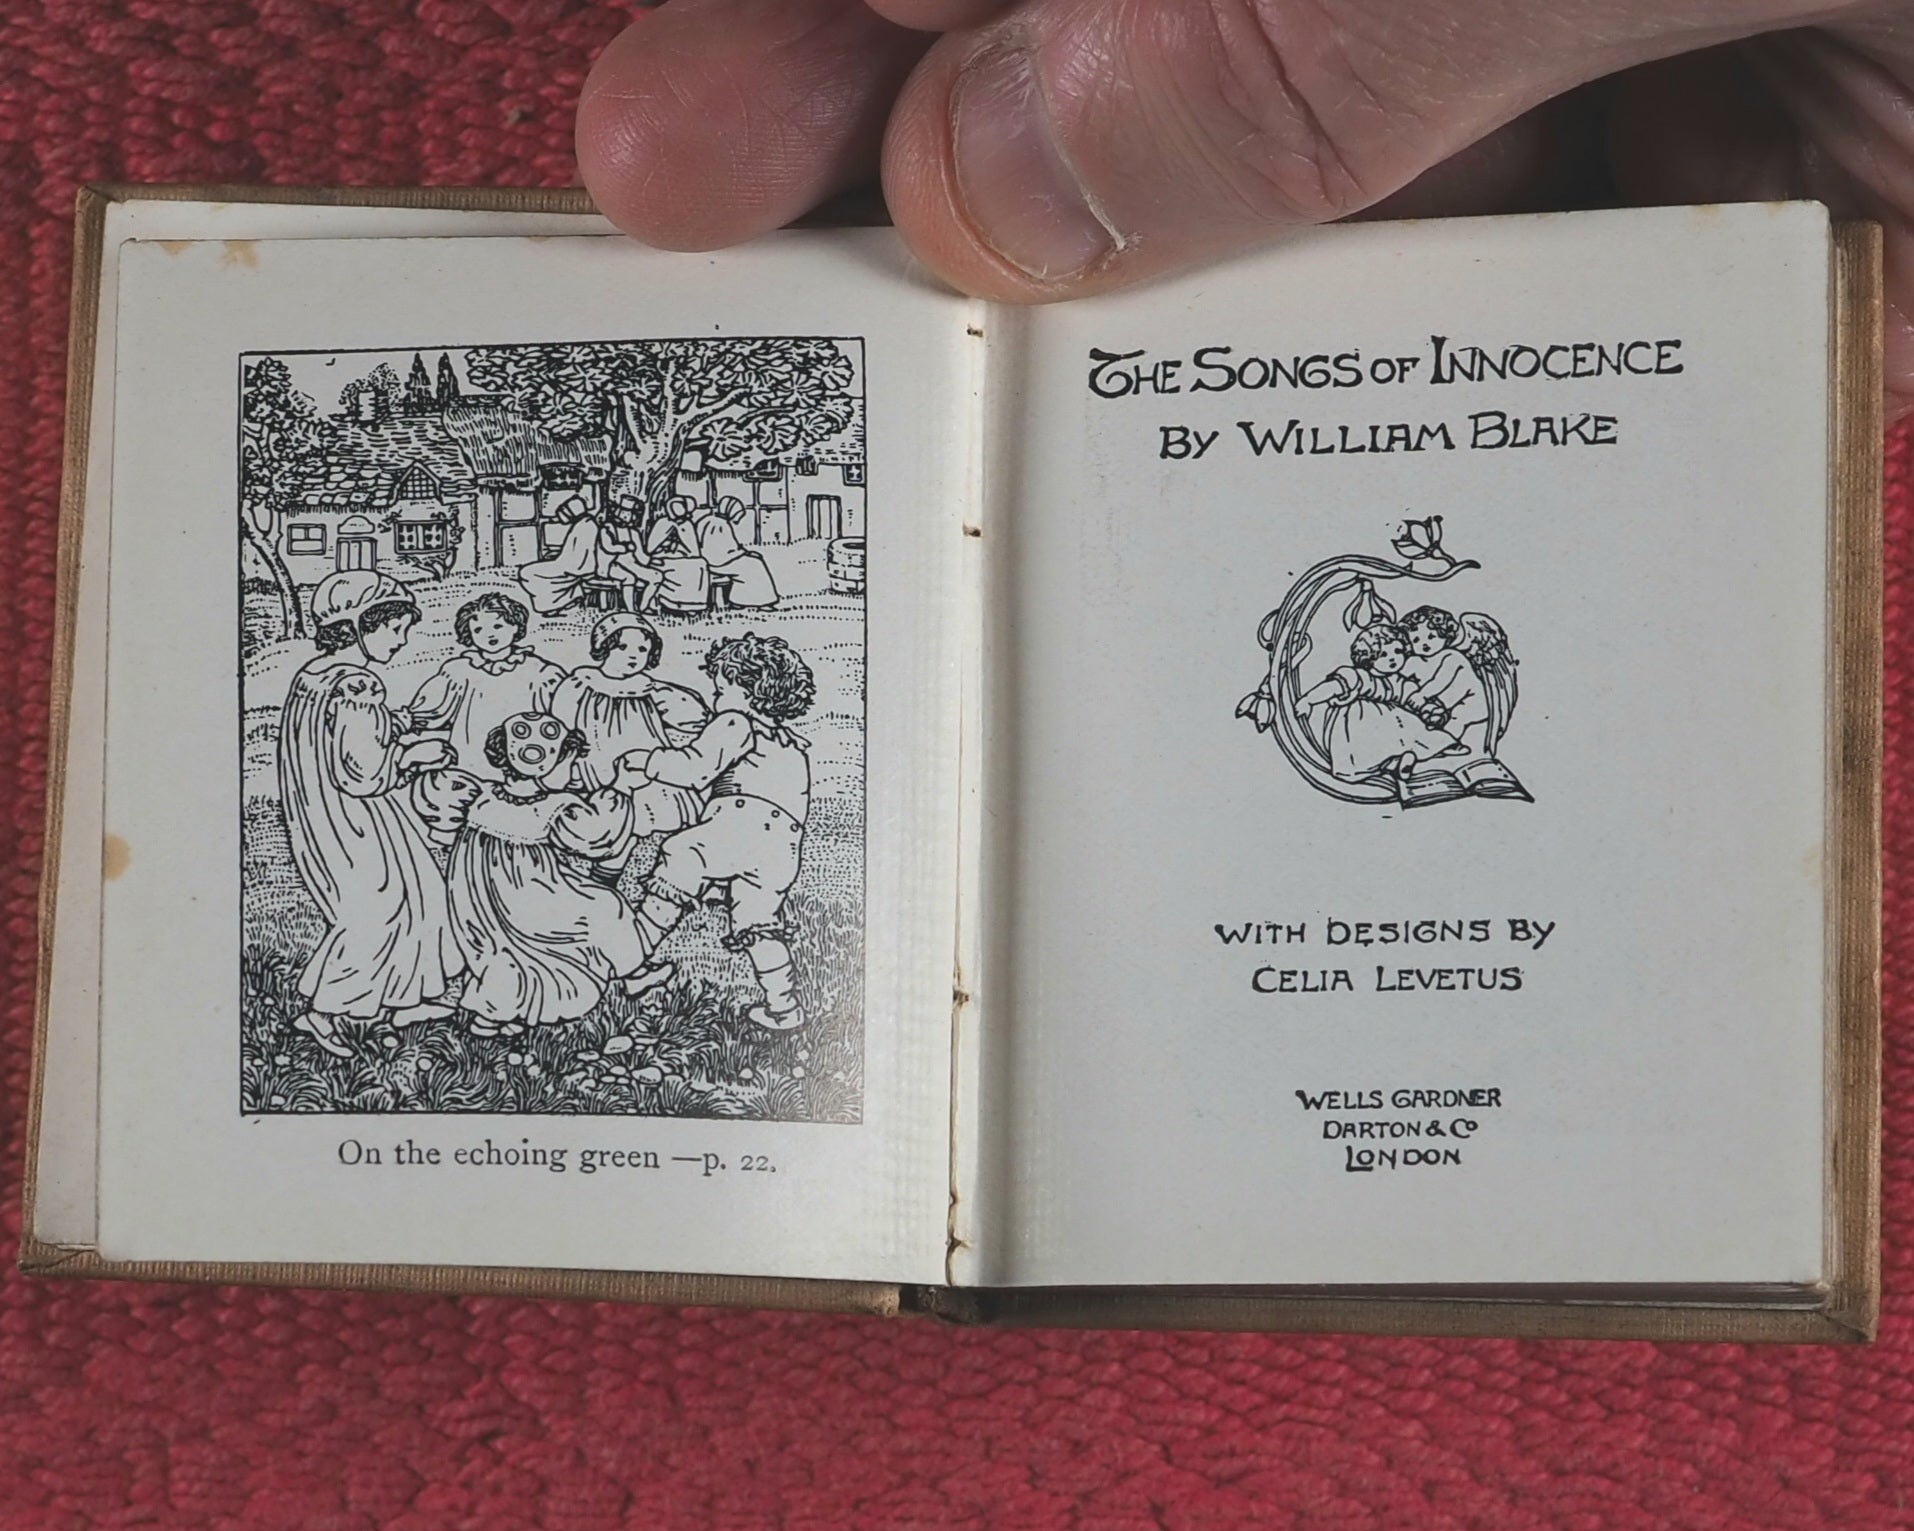 On the echoing green —p. 22.
THE SONGS OF INNOCENCE
BY WILLIAM BLAKE
WITH DESIGNS BY
CELIA LEVETUS
WELLS GARDNER
DARTON & Co
LONDON